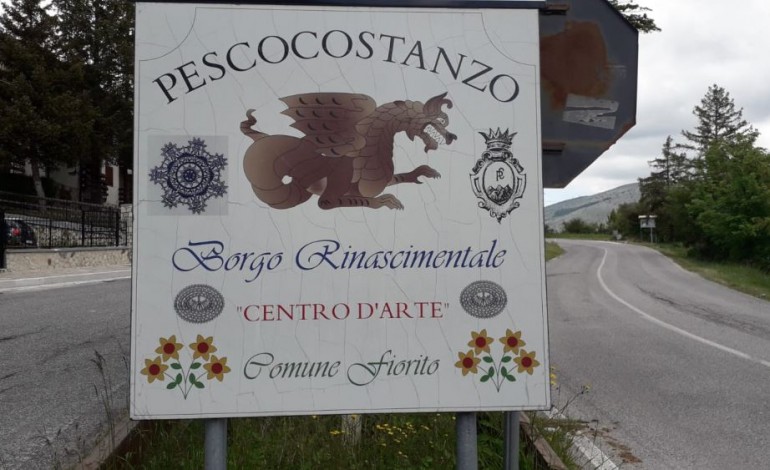 PESCOCOSTANZO
Borgo Rinascimentale
"CENTRO D'ARTE"
Comune Fiorito